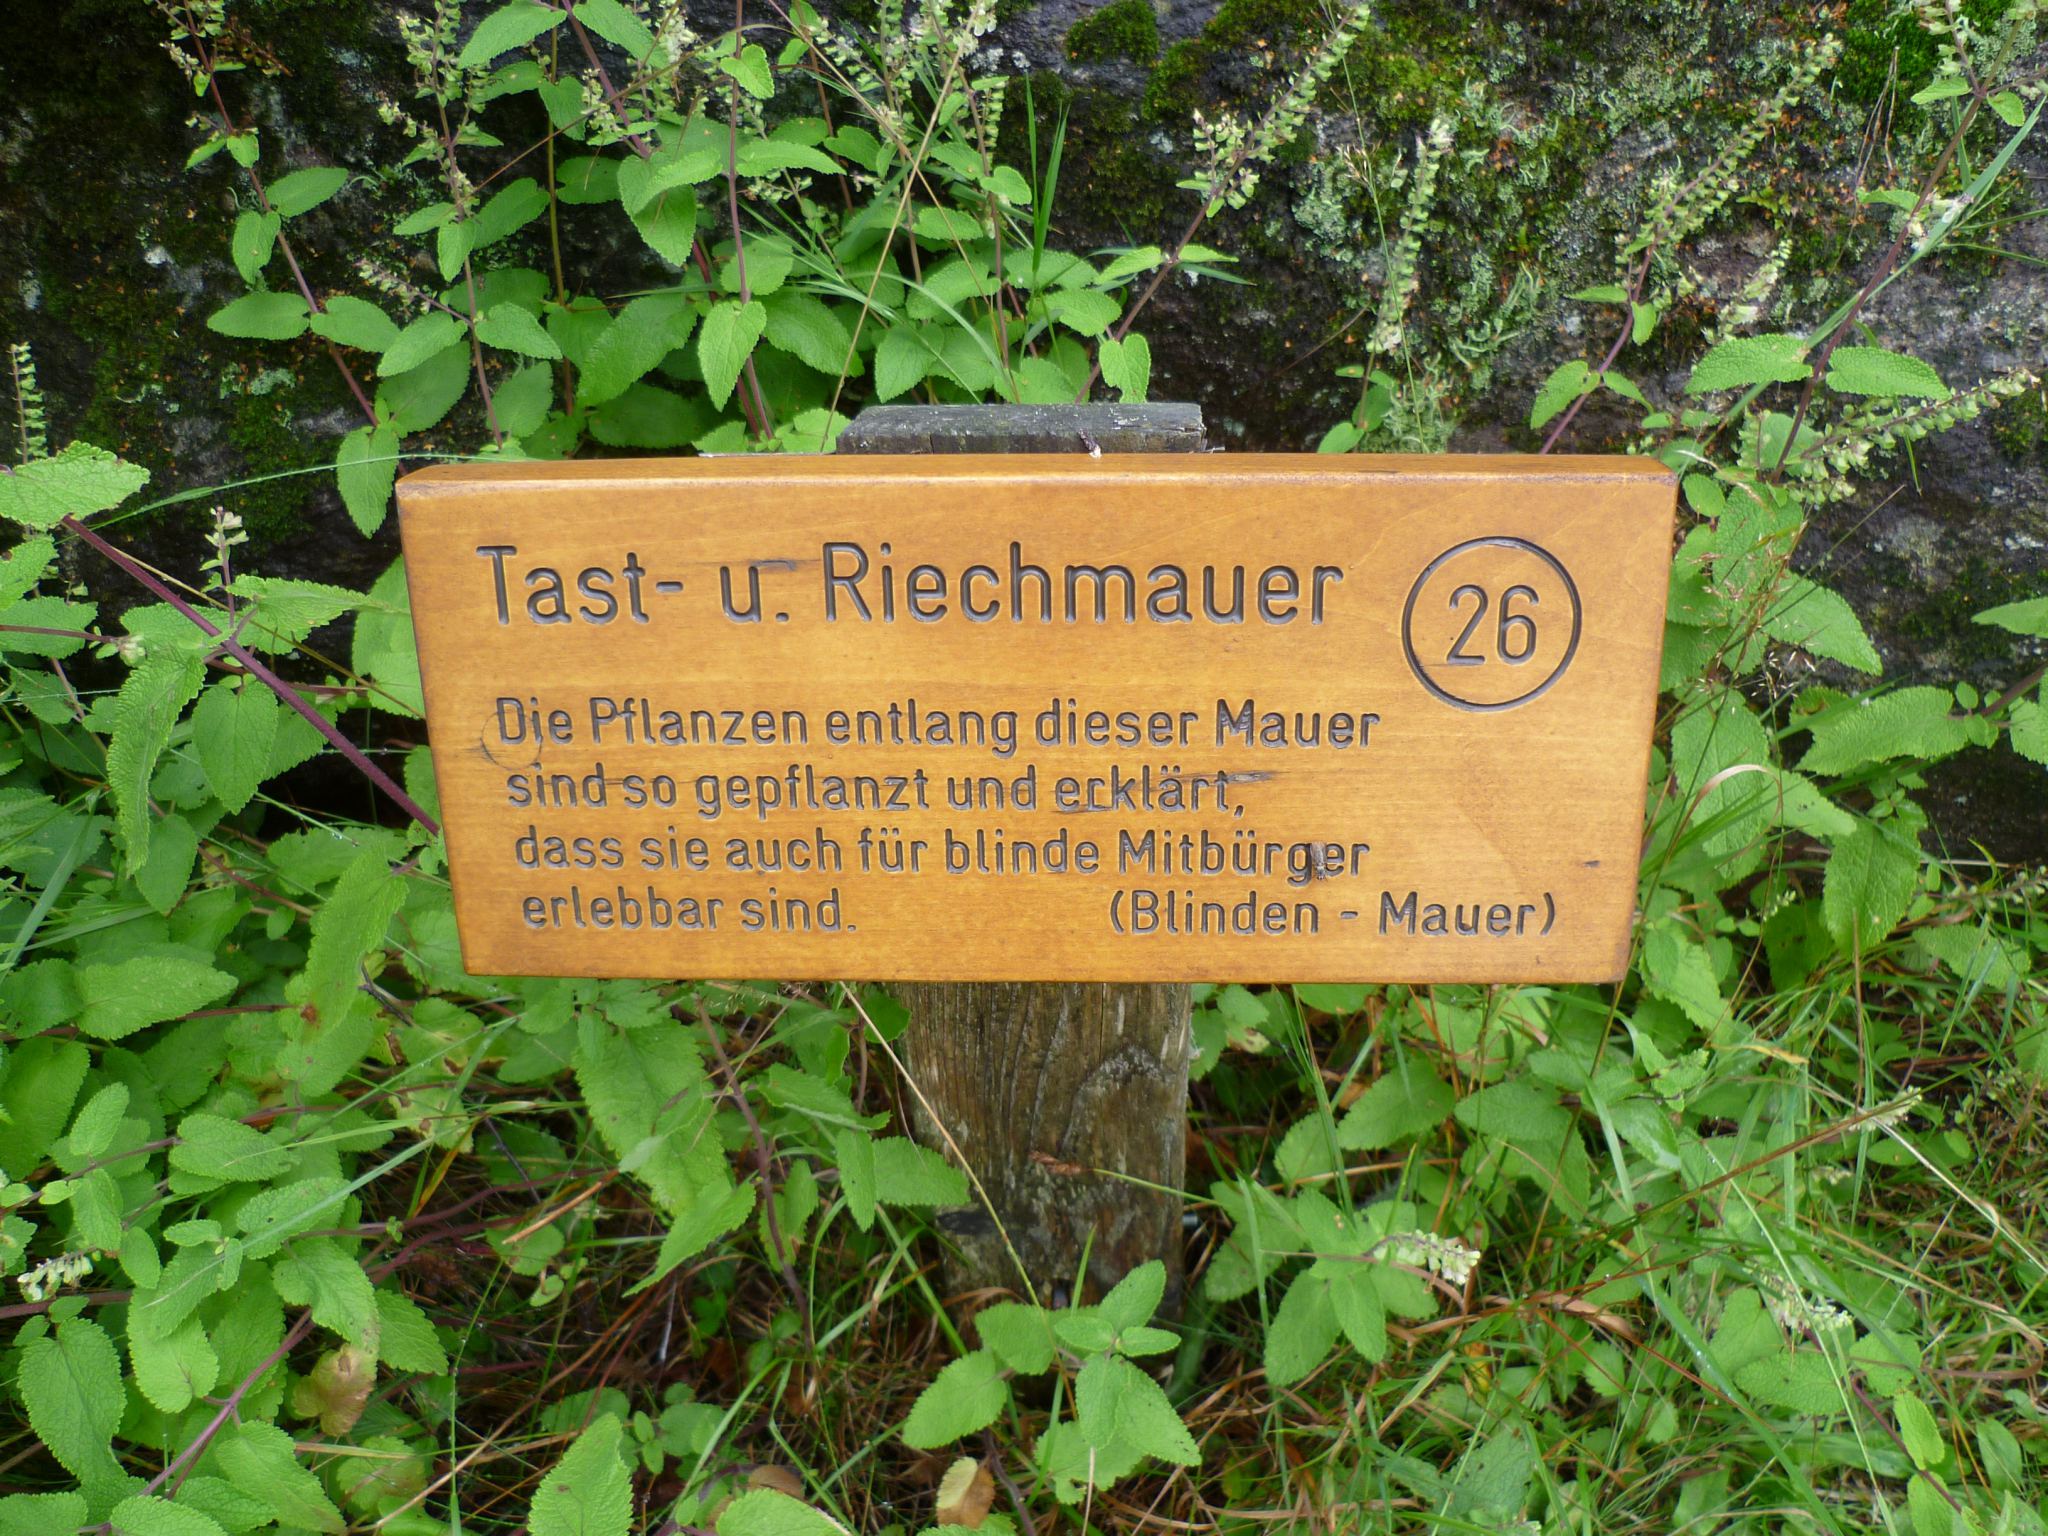 Tast- u. Riechmauer 26
Die Pflanzen entlang dieser Mauer
sind so gepflanzt und erklärt,
dass sie auch für blinde Mitbürger
erlebbar sind. (Blinden - Mauer)